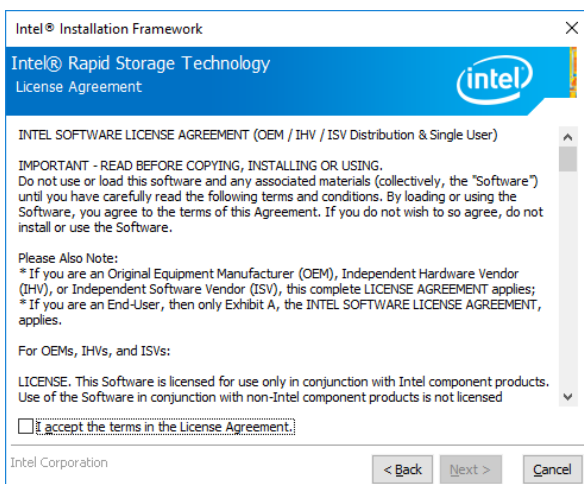 Intel® Installation Framework
Intel® Rapid Storage Technology
License Agreement
intel
INTEL SOFTWARE LICENSE AGREEMENT (OEM / IHV / ISV Distribution & Single User)
IMPORTANT - READ BEFORE COPYING, INSTALLING OR USING.
Do not use or load this software and any associated materials (collectively, the "Software")
until you have carefully read the following terms and conditions. By loading or using the
Software, you agree to the terms of this Agreement. If you do not wish to so agree, do not
install or use the Software.
Please Also Note:
* If you are an Original Equipment Manufacturer (OEM), Independent Hardware Vendor
(IHV), or Independent Software Vendor (ISV), this complete LICENSE AGREEMENT applies;
* If you are an End-User, then only Exhibit A, the INTEL SOFTWARE LICENSE AGREEMENT,
applies.
For OEMs, IHVs, and ISVs:
LICENSE. This Software is licensed for use only in conjunction with Intel component products.
Use of the Software in conjunction with non-Intel component products is not licensed
I accept the terms in the License Agreement.
Intel Corporation
< Back
Next >
Cancel